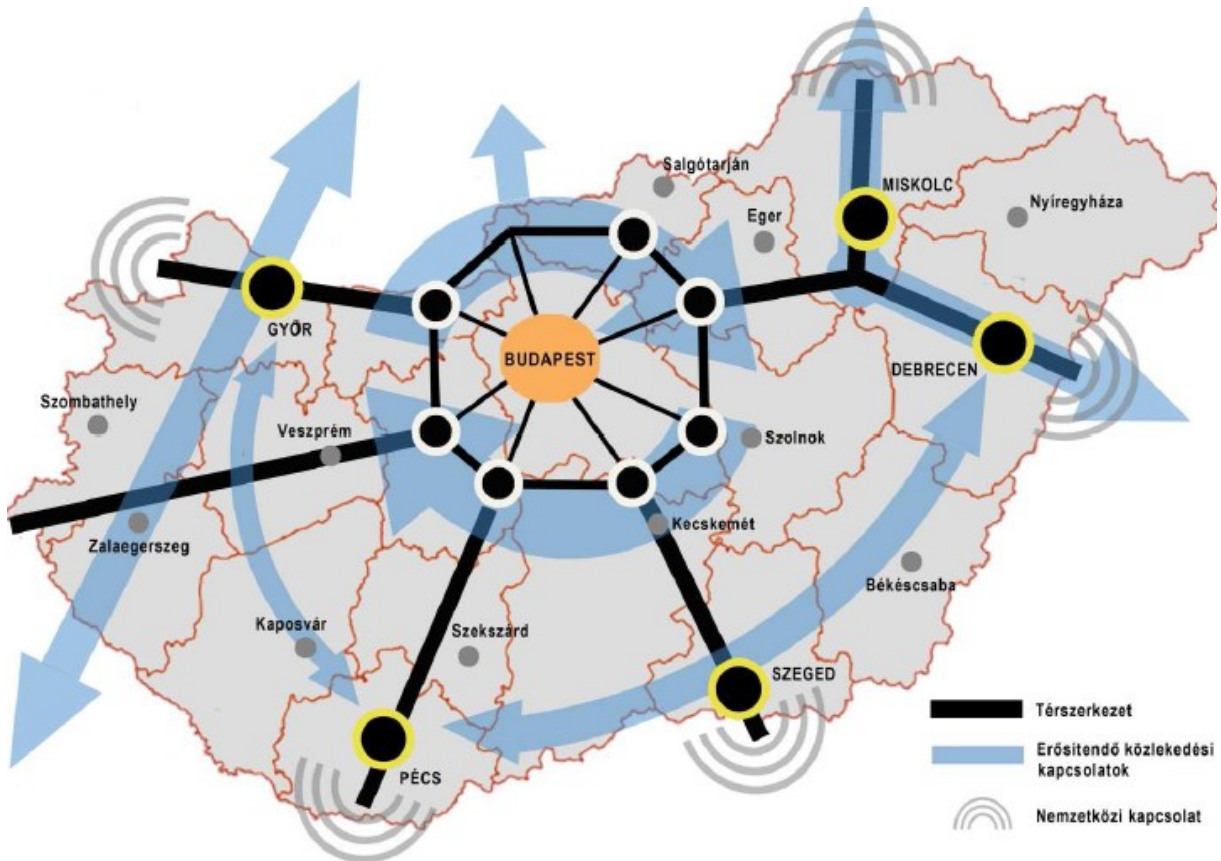 Salgótarján
MISKOLC
Nyíregyháza
Eger
GYŐR
BUDAPEST
DEBRECEN
Szombathely
Veszprém
Szolnok
Kecskemét
Zalaegerszeg
Békéscsaba
Kaposvár
Szekszárd
SZEGED
PÉCS
Térszerkezet
Erősítendő közlekedési
kapcsolatok
Nemzetközi kapcsolat